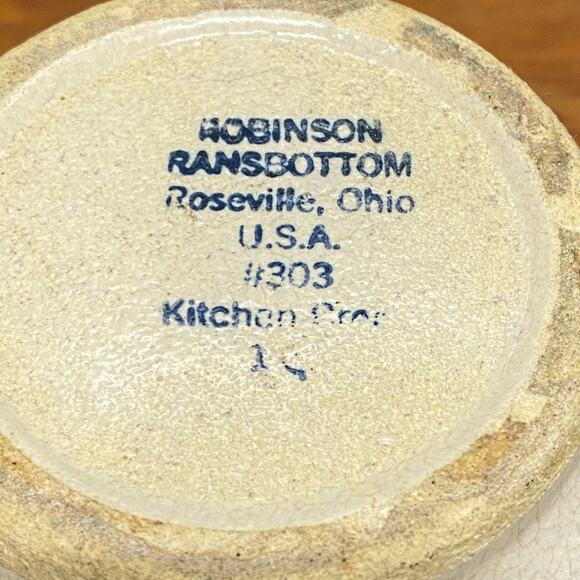 ROBINSON
RANSBOTTOM
Roseville, Ohio
U.S.A.
#303
Kitchen